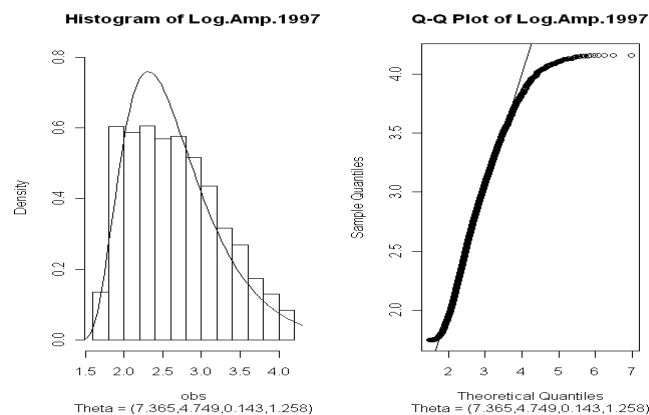 Histogram of Log.Amp.1997
Density
0.0 0.2 0.4 0.6 0.8
1.5 2.0 2.5 3.0 3.5 4.0
obs
Theta = (7.365,4.749,0.143,1.258)
Q-Q Plot of Log.Amp.1997
Sample Quantiles
2.0 2.5 3.0 3.5 4.0
2 3 4 5 6 7
Theoretical Quantiles
Theta = (7.365,4.749,0.143,1.258)